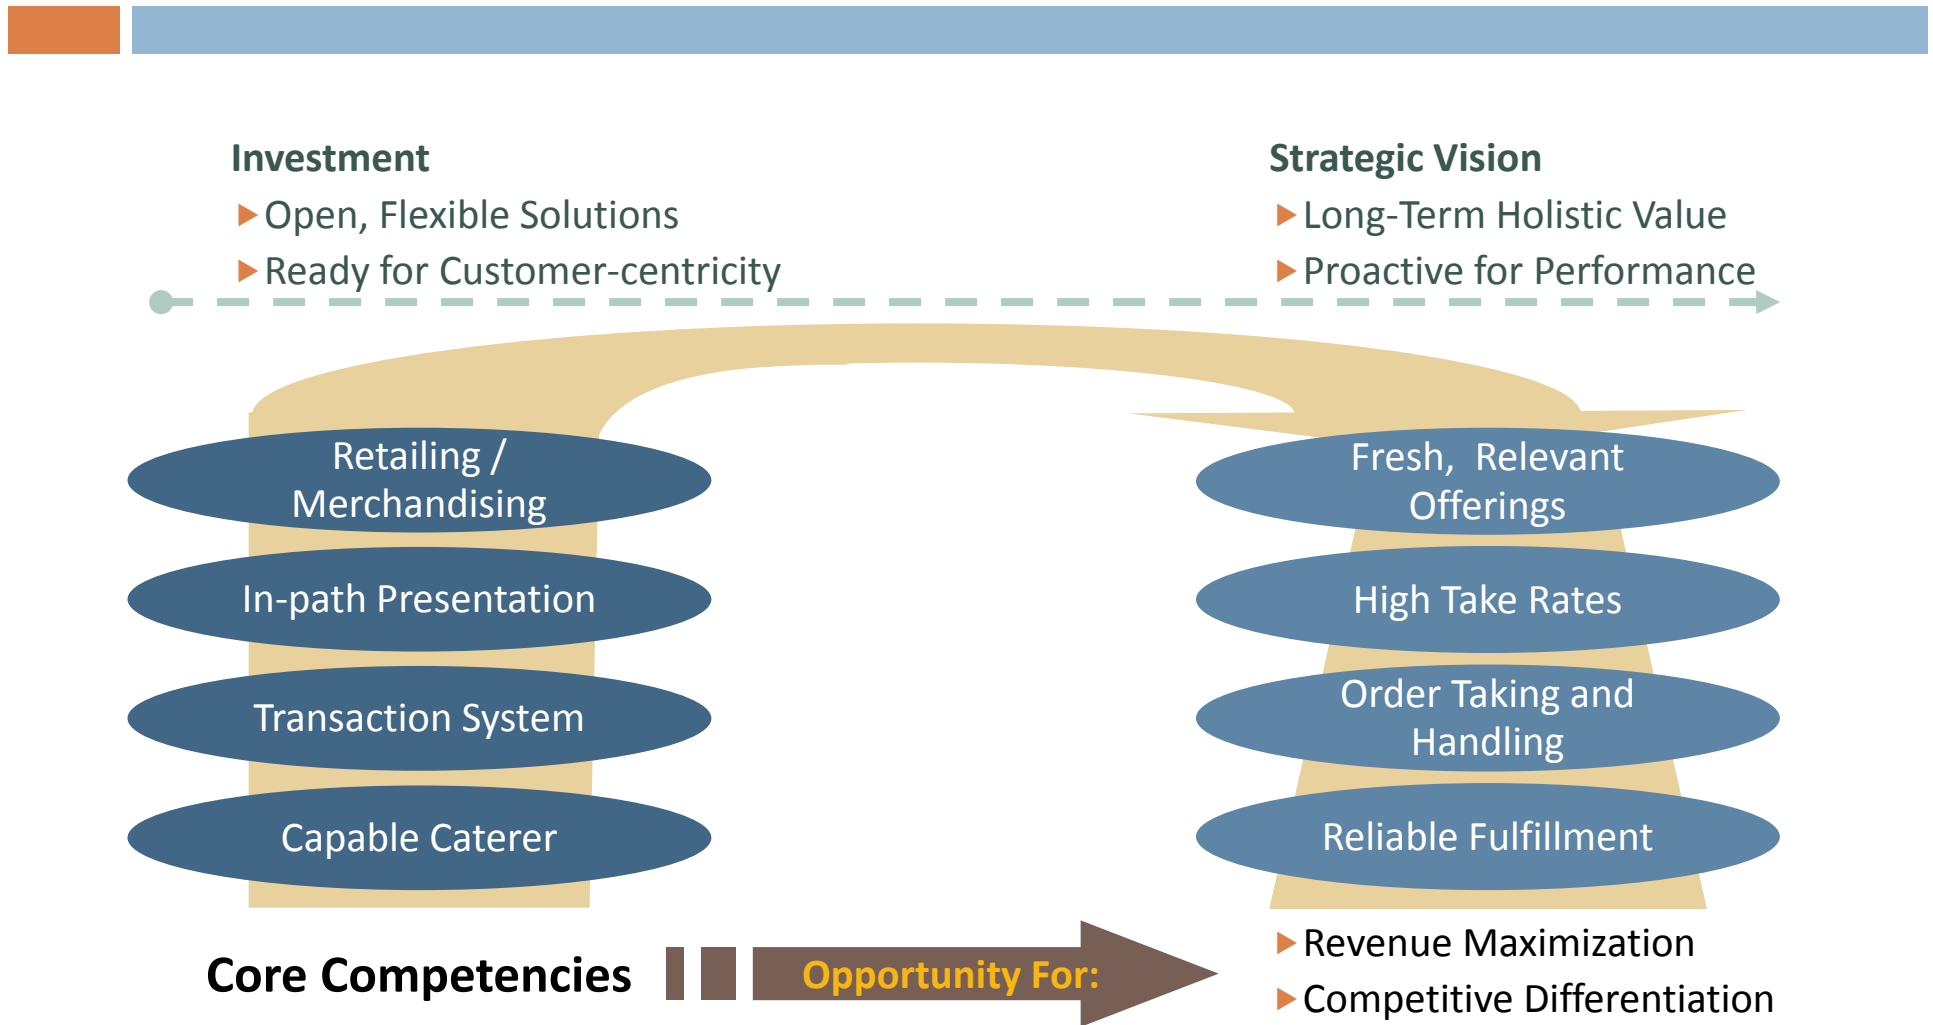 Investment
Open, Flexible Solutions
Ready for Customer-centricity
Strategic Vision
Long-Term Holistic Value
Proactive for Performance
Retailing /
Merchandising
In-path Presentation
Transaction System
Capable Caterer
Fresh,  Relevant
Offerings
High Take Rates
Order Taking and
Handling
Reliable Fulfillment
Core Competencies
Opportunity For:
Revenue Maximization
Competitive Differentiation